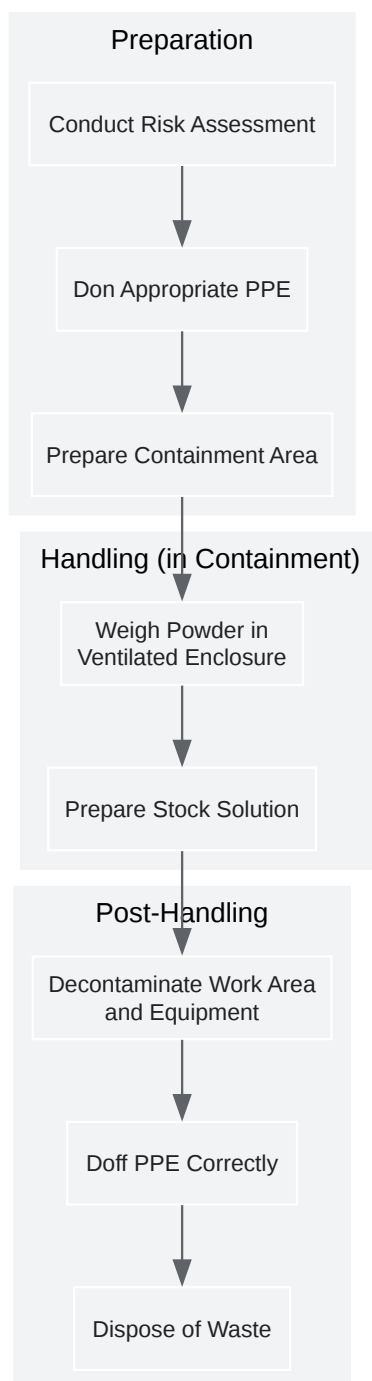 Preparation
Conduct Risk Assessment
Don Appropriate PPE
Prepare Containment Area
Handling (in Containment)
Weigh Powder in
Ventilated Enclosure
Prepare Stock Solution
Post-Handling
Decontaminate Work Area
and Equipment
Doff PPE Correctly
Dispose of Waste